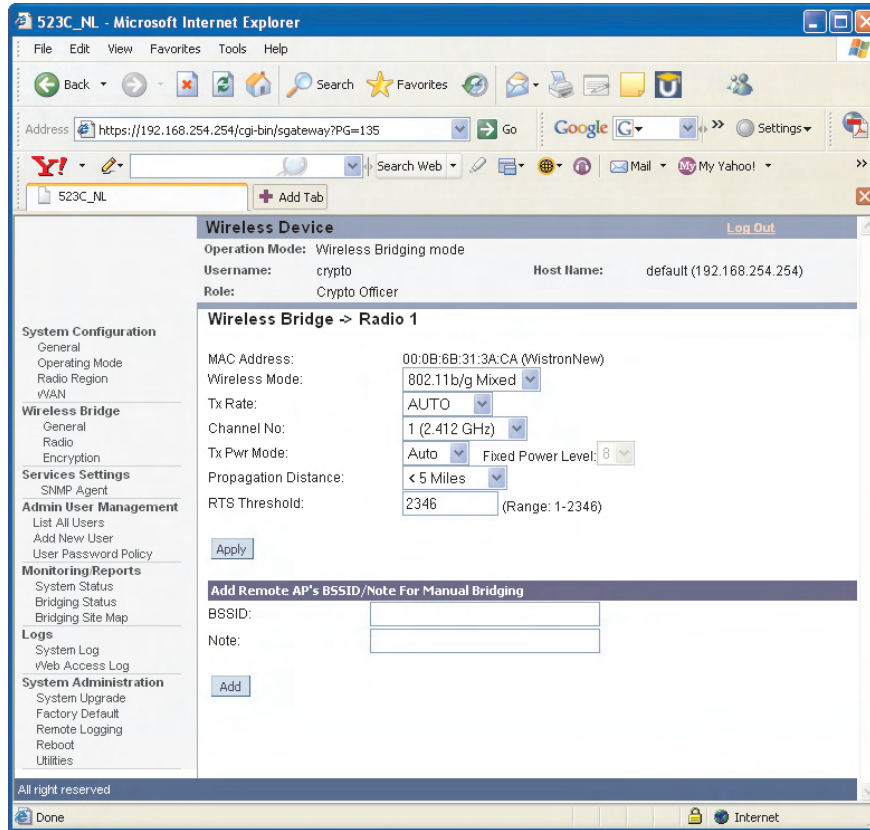 523C_NL - Microsoft Internet Explorer
File Edit View Favorites Tools Help
Back Search Favorites
Address https://192.168.254.254/cgi-bin/sgateway?PG=135 Go Google G Settings
Y! Search Web Mail My My Yahoo!
523C_NL Add Tab
Wireless Device Log Out
Operation Mode: Wireless Bridging mode
Username: crypto Host Name: default (192.168.254.254)
Role: Crypto Officer
System Configuration
General
Operating Mode
Radio Region
WAN
Wireless Bridge
General
Radio
Encryption
Services Settings
SNMP Agent
Admin User Management
List All Users
Add New User
User Password Policy
Monitoring/Reports
System Status
Bridging Status
Bridging Site Map
Logs
System Log
Web Access Log
System Administration
System Upgrade
Factory Default
Remote Logging
Reboot
Utilities
Wireless Bridge -> Radio 1
MAC Address: 00:0B:6B:31:3A:CA (WistronNew)
Wireless Mode: 802.11b/g Mixed
Tx Rate: AUTO
Channel No: 1 (2.412 GHz)
Tx Pwr Mode: Auto Fixed Power Level: 8
Propagation Distance: < 5 Miles
RTS Threshold: 2346 (Range: 1-2346)
Apply
Add Remote AP's BSSID/Note For Manual Bridging
BSSID:
Note:
Add
All right reserved
Done Internet